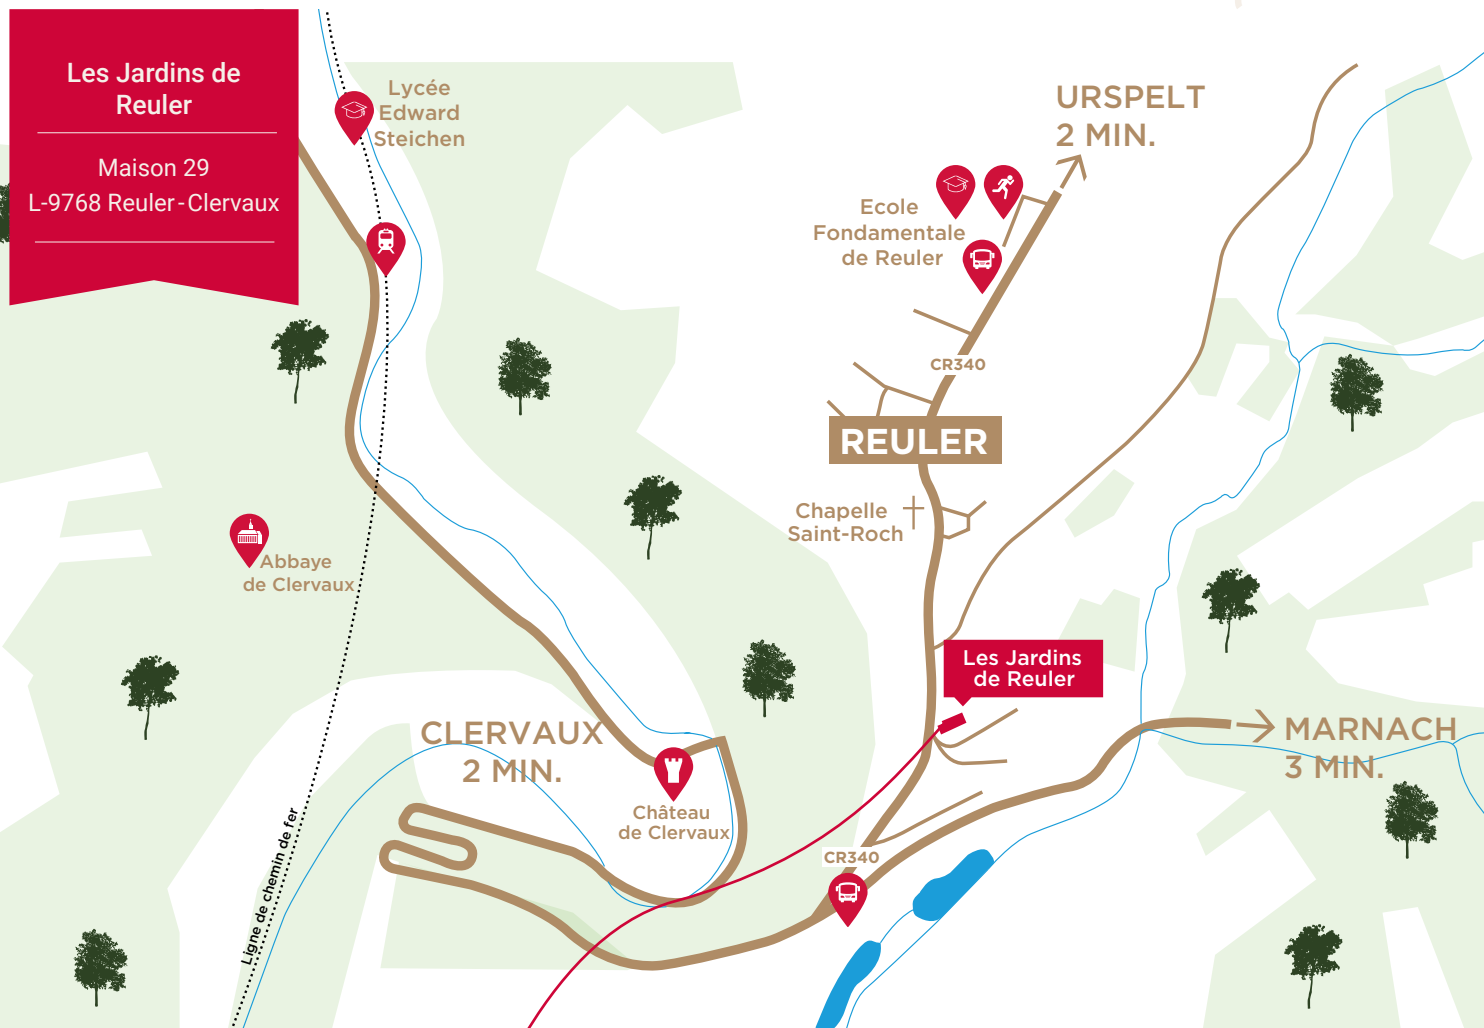 Les Jardins de
Reuler
Maison 29
L-9768 Reuler-Clervaux
Lycée
Edward
Steichen
URSPELT
2 MIN.
Ecole
Fondamentale
de Reuler
CR340
REULER
Chapelle
Saint-Roch
Abbaye
de Clervaux
Les Jardins
de Reuler
CLERVAUX
2 MIN.
MARNACH
3 MIN.
Château
de Clervaux
CR340
Ligne de chemin de fer